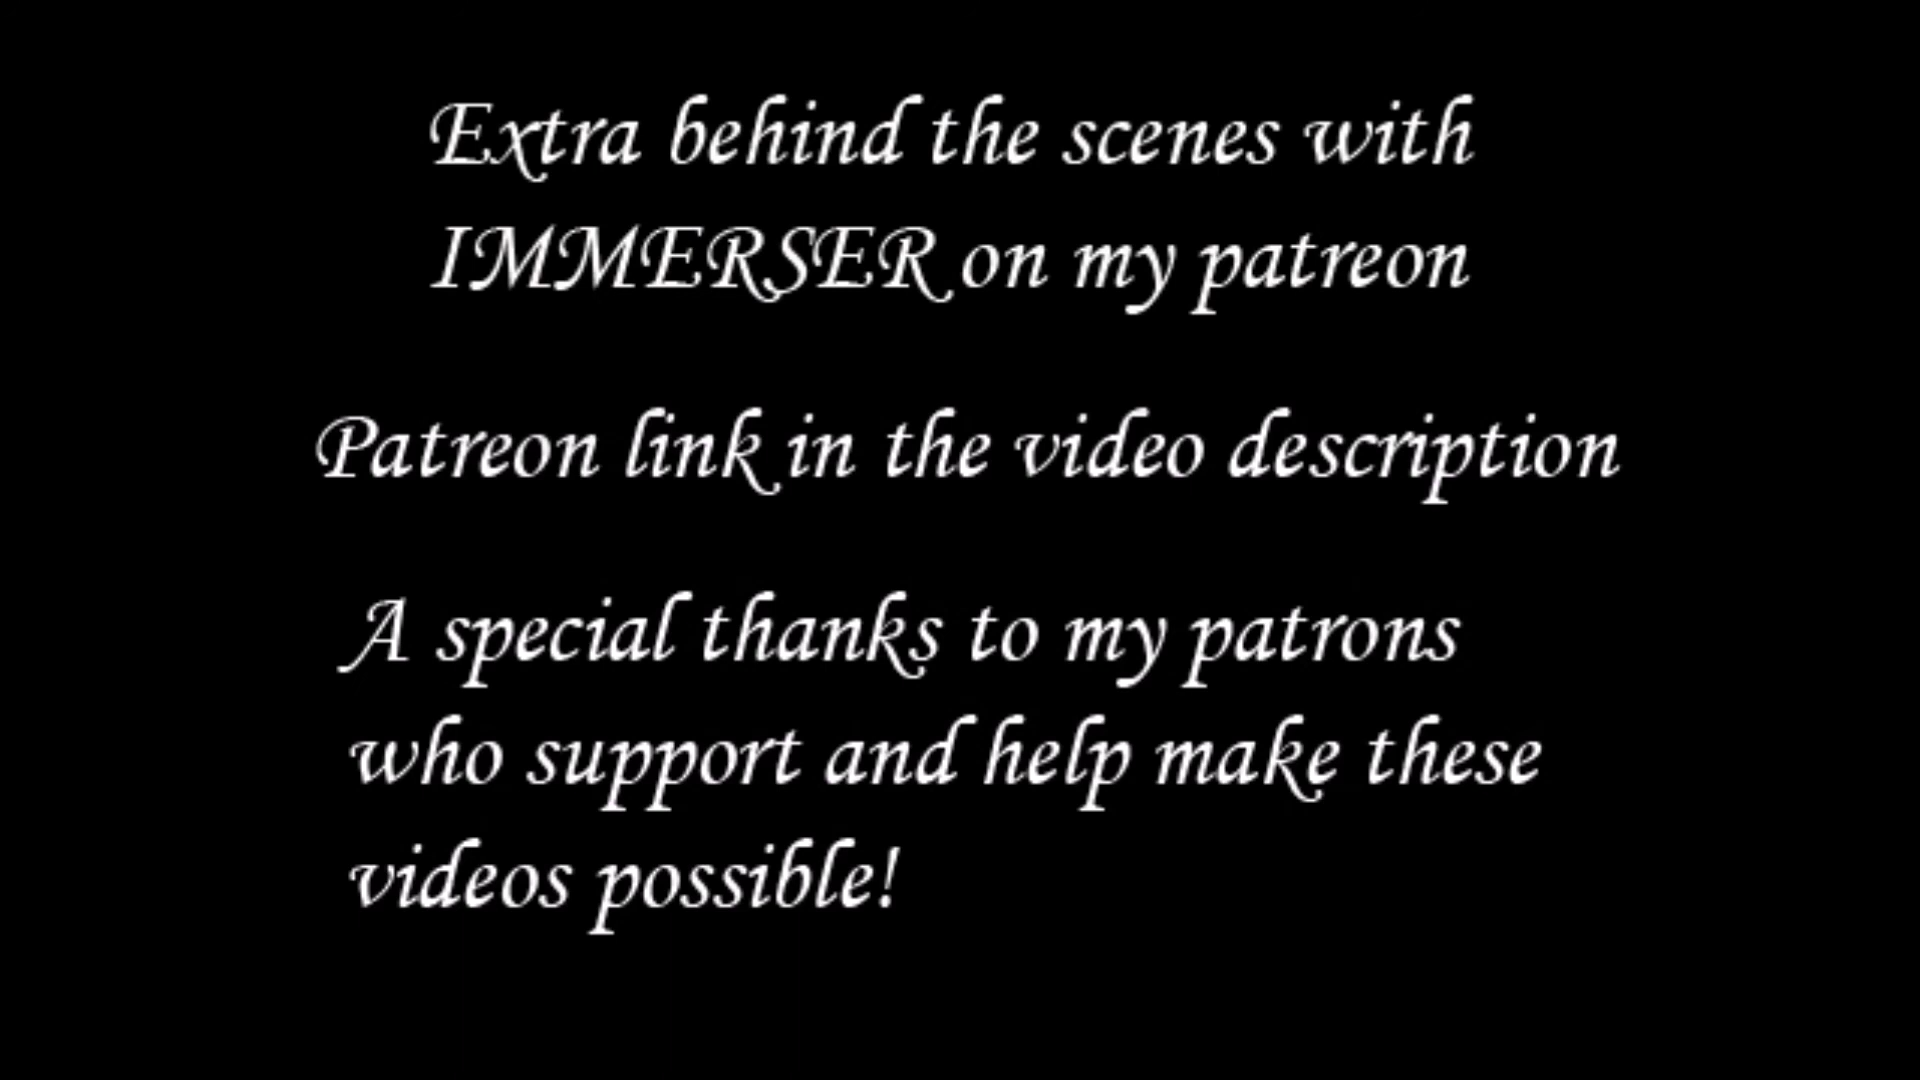 Extra behind the scenes with
IMMERSER on my patreon
Patreon link in the video description
A special thanks to my patrons
who support and help make these
videos possible!